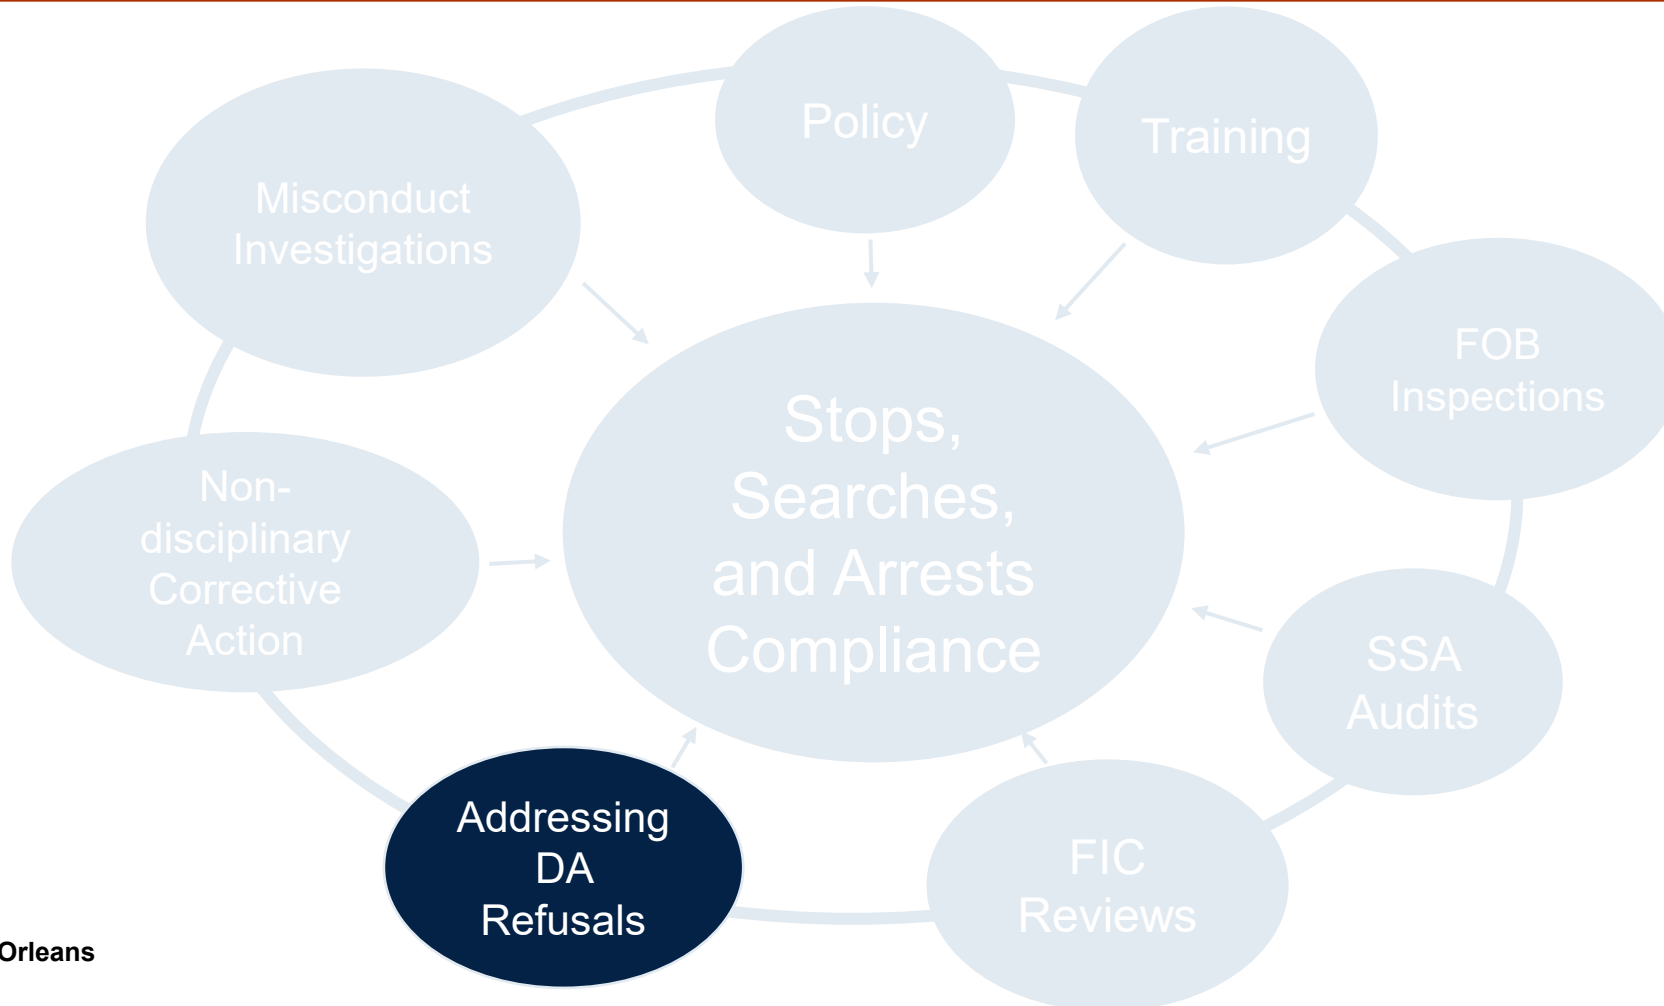 Policy
Training
Misconduct
Investigations
FOB
Inspections
Stops,
Searches,
and Arrests
Compliance
Non-
disciplinary
Corrective
Action
SSA
Audits
Addressing
DA
Refusals
FIC
Reviews
Orleans